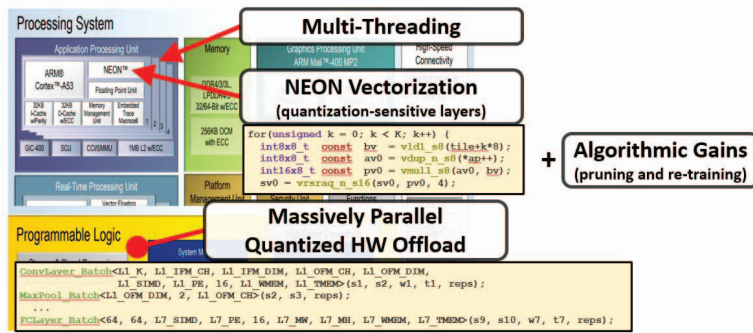 Processing System
Multi-Threading
Application Processing Unit
Memory
Graphics Processing Unit
ARM Mali™-400 MP2
High-Speed
Connectivity
ARM®
Cortex™-A53
NEON™
Floating Point Unit
32KB
I-Cache
w/Parity
32KB
D-Cache
w/ECC
Memory
Management
Unit
Embedded
Trace
Macrocell
1
2
3
4
GIC-400
SCU
CCI/SMMU
1MB L2 w/ECC
DDR4/3/3L,
LPDDR4/3
32/64-Bit w/ECC
256KB OCM
with ECC
NEON Vectorization
(quantization-sensitive layers)
for(unsigned k = 0; k < K; k++) {
int8x8_t const bv = vld1_s8(tile+k*8);
int8x8_t const av0 = vdup_n_s8(*ap++);
int16x8_t const pv0 = vmull_s8(av0, bv);
sv0 = vrsraq_n_s16(sv0, pv0, 4);
+ Algorithmic Gains
(pruning and re-training)
Real-Time Processing Unit
Vector Floating
Platform
Management Unit
Security Unit
Functions
Massively Parallel
Quantized HW Offload
Programmable Logic
ConvLayer_Batch<L1_K, L1_IFM_CH, L1_IFM_DIM, L1_OFM_CH, L1_OFM_DIM,
L1_SIMD, L1_PE, 16, L1_WMEM, L1_TMEM>(s1, s2, w1, t1, reps);
MaxPool_Batch<L1_OFM_DIM, 2, L1_OFM_CH>(s2, s3, reps);
...
FCLayer_Batch<64, 64, L7_SIMD, L7_PE, 16, L7_MW, L7_MH, L7_WMEM, L7_TMEM>(s9, s10, w7, t7, reps);